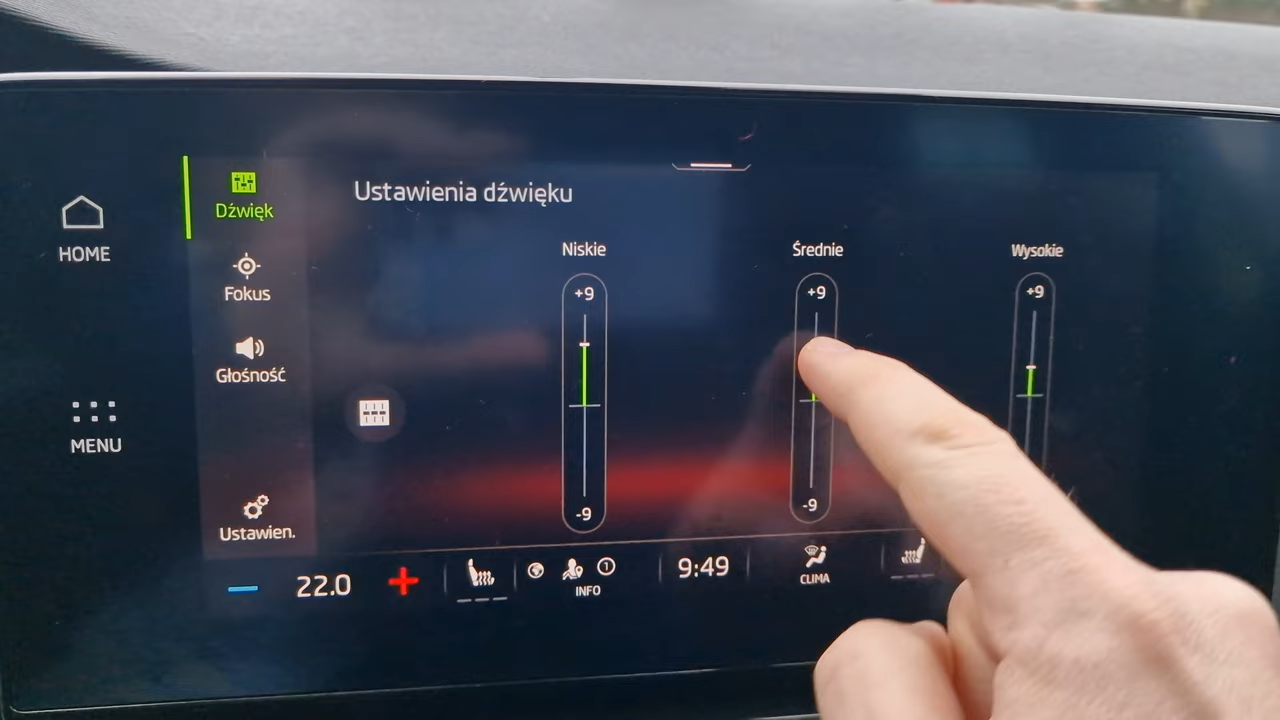 Ustawienia dźwięku
HOME
MENU
Dźwięk
Fokus
Głośność
Ustawien.
Niskie
+9
-9
Średnie
+9
-9
Wysokie
+9
22.0
1
INFO
9:49
CLIMA